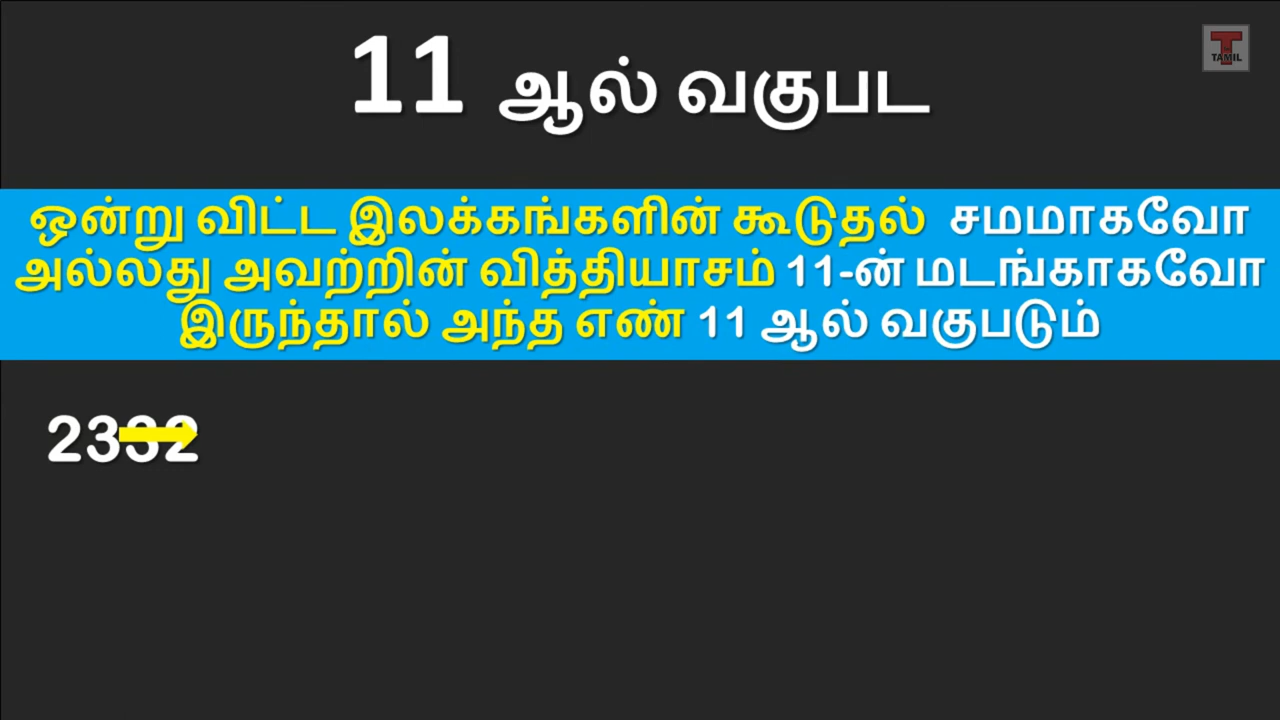 11 ஆல் வகுபட
T
TAMIL
ஒன்று விட்ட இலக்கங்களின் கூடுதல் சமமாகவோ
அல்லது அவற்றின் வித்தியாசம் 11-ன் மடங்காகவோ
இருந்தால் அந்த எண் 11 ஆல் வகுபடும்
2332